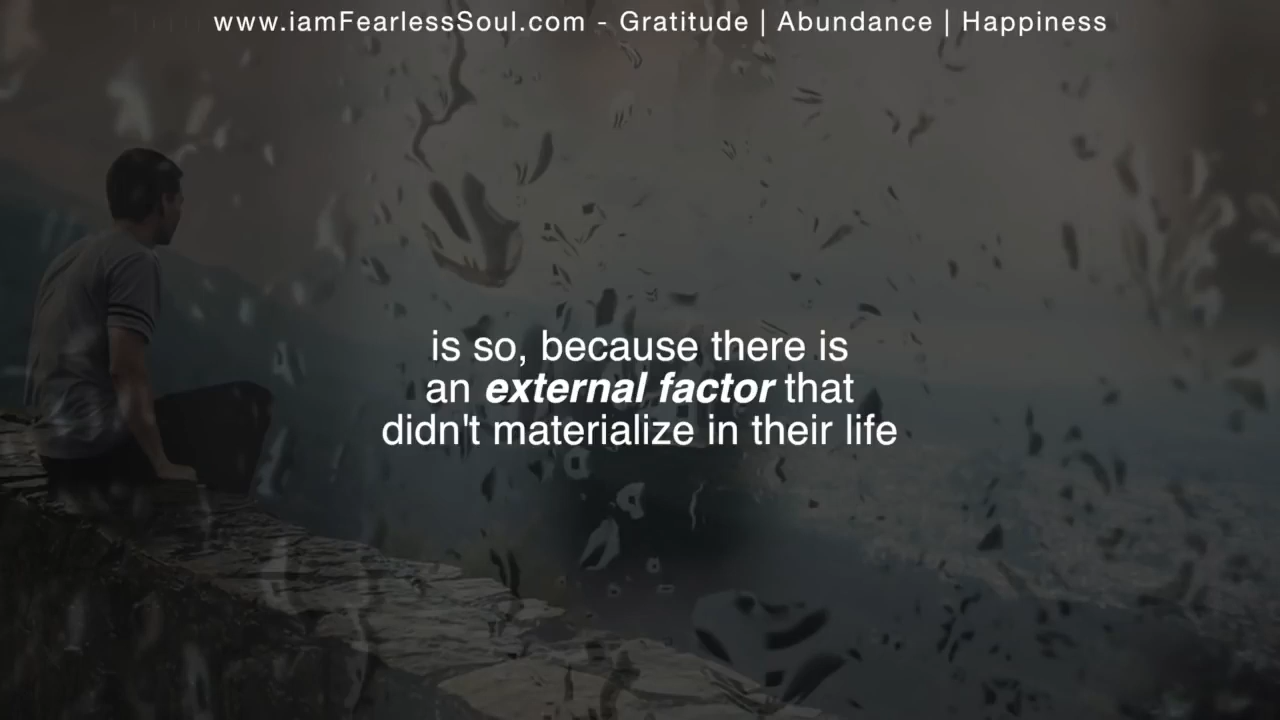 www.iamFearlessSoul.com - Gratitude | Abundance | Happiness
is so, because there is
an external factor that
didn't materialize in their life